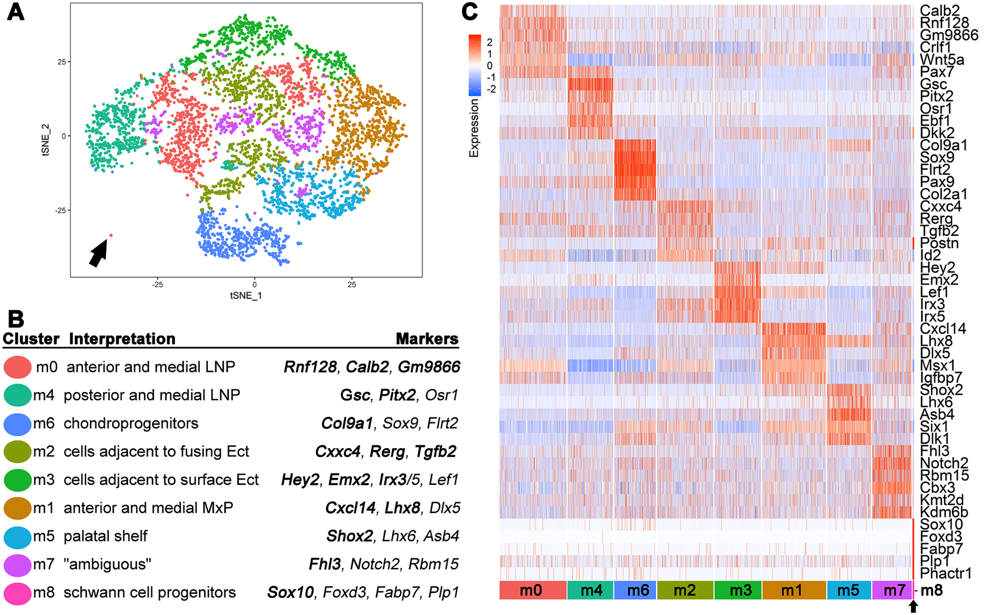 A
25
0
-25
tSNE_2
-25
0
25
tSNE_1
B
Cluster Interpretation Markers
m0 anterior and medial LNP Rnf128, Calb2, Gm9866
m4 posterior and medial LNP Gsc, Pitx2, Osr1
m6 chondroprogenitors Col9a1, Sox9, Flrt2
m2 cells adjacent to fusing Ect Cxxc4, Rerg, Tgfb2
m3 cells adjacent to surface Ect Hey2, Emx2, Irx3/5, Lef1
m1 anterior and medial MxP Cxcl14, Lhx8, Dlx5
m5 palatal shelf Shox2, Lhx6, Asb4
m7 "ambiguous" Fhl3, Notch2, Rbm15
m8 schwann cell progenitors Sox10, Foxd3, Fabp7, Plp1
C
2
1
0
-1
-2
Expression
Calb2
Rnf128
Gm9866
Crlf1
Wnt5a
Pax7
Gsc
Pitx2
Osr1
Ebf1
Dkk2
Col9a1
Sox9
Flrt2
Pax9
Col2a1
Cxxc4
Rerg
Tgfb2
Postn
Id2
Hey2
Emx2
Lef1
Irx3
Irx5
Cxcl14
Lhx8
Dlx5
Msx1
Igfbp7
Shox2
Lhx6
Asb4
Six1
Dlk1
Fhl3
Notch2
Rbm15
Cbx3
Kmt2d
Kdm6b
Sox10
Foxd3
Fabp7
Plp1
Phactr1
m0 m4 m6 m2 m3 m1 m5 m7 - m8